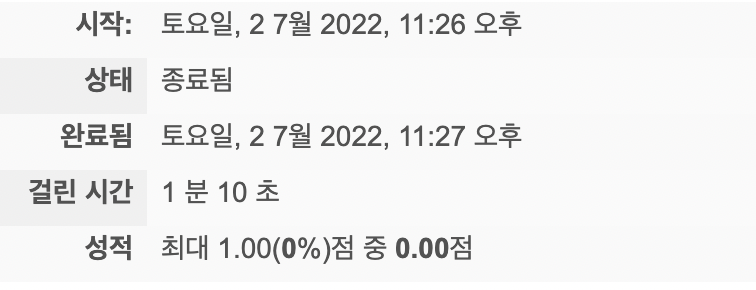 시작: 토요일, 2 7월 2022, 11:26 오후
상태 종료됨
완료됨 토요일, 2 7월 2022, 11:27 오후
걸린 시간 1 분 10 초
성적 최대 1.00(0%)점 중 0.00점